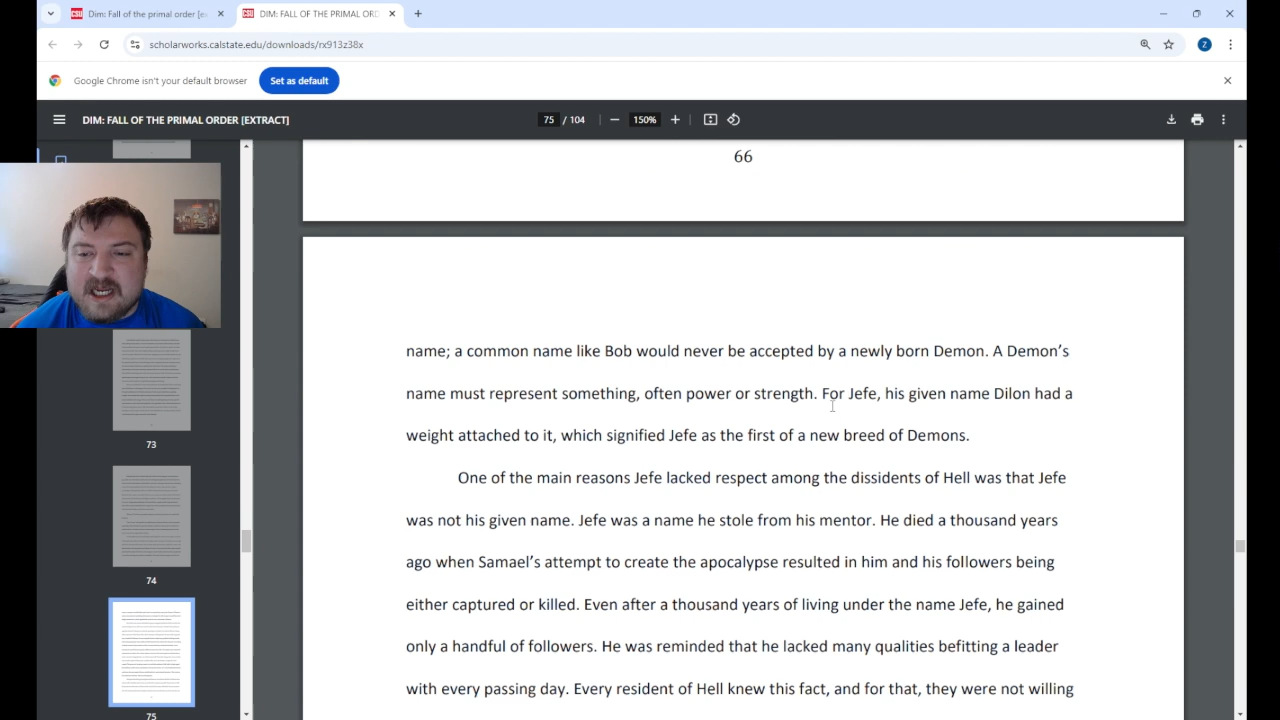 Dim: Fall of the primal order [e
DIM: FALL OF THE PRIMAL ORD
scholarworks.calstate.edu/downloads/rx913z38x
Z
Google Chrome isn't your default browser
Set as default
DIM: FALL OF THE PRIMAL ORDER [EXTRACT]
75 / 104
150%
66
name; a common name like Bob would never be accepted by a newly born Demon. A Demon's
name must represent something, often power or strength. For Jefe, his given name Dilon had a
weight attached to it, which signified Jefe as the first of a new breed of Demons.
One of the main reasons Jefe lacked respect among the dissidents of Hell was that Jefe
was not his given name. Jefe was a name he stole from his mentor. He died a thousand years
ago when Samael's attempt to create the apocalypse resulted in him and his followers being
either captured or killed. Even after a thousand years of living under the name Jefe, he gained
only a handful of followers. He was reminded that he lacked many qualities befitting a leader
with every passing day. Every resident of Hell knew this fact, and for that, they were not willing
73
74
75